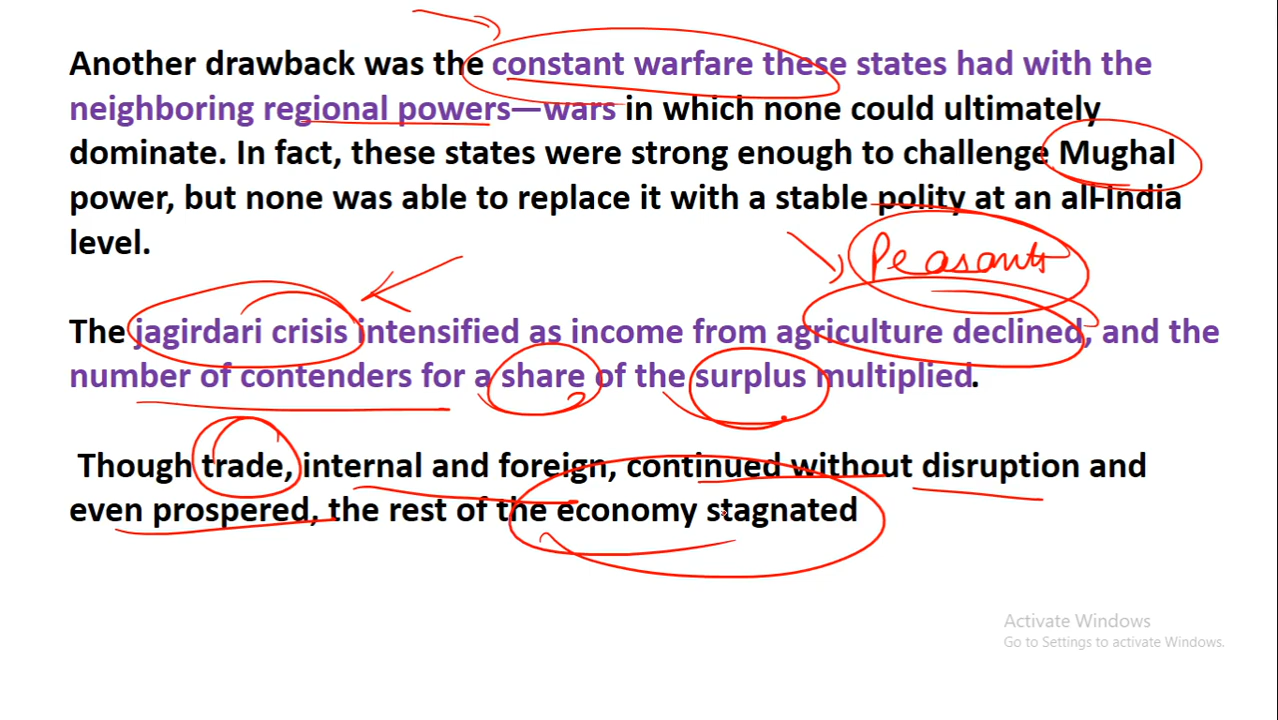 Another drawback was the constant warfare these states had with the
neighboring regional powers—wars in which none could ultimately
dominate. In fact, these states were strong enough to challenge Mughal
power, but none was able to replace it with a stable polity at an all-India
level.
Peasants
The jagirdari crisis intensified as income from agriculture declined, and the
number of contenders for a share of the surplus multiplied.
Though trade, internal and foreign, continued without disruption and
even prospered, the rest of the economy stagnated
Activate Windows
Go to Settings to activate Windows.